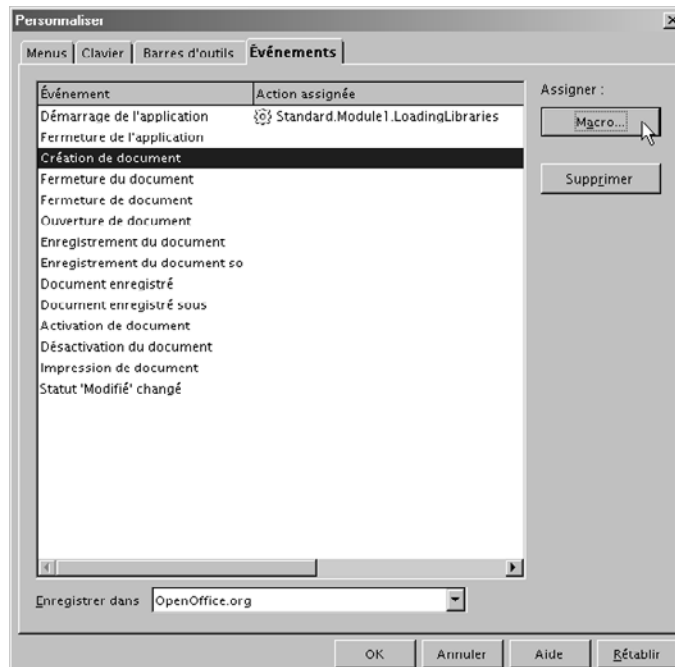 Personnaliser
Menus Clavier Barres d'outils Événements
Événement Action assignée
Assigner :
Démarrage de l'application Standard.Module1.LoadingLibraries
Macro...
Fermeture de l'application
Création de document
Fermeture du document
Supprimer
Fermeture de document
Ouverture de document
Enregistrement du document
Enregistrement du document so
Document enregistré
Document enregistré sous
Activation de document
Désactivation du document
Impression de document
Statut 'Modifié' changé
Enregistrer dans OpenOffice.org
OK Annuler Aide Rétablir